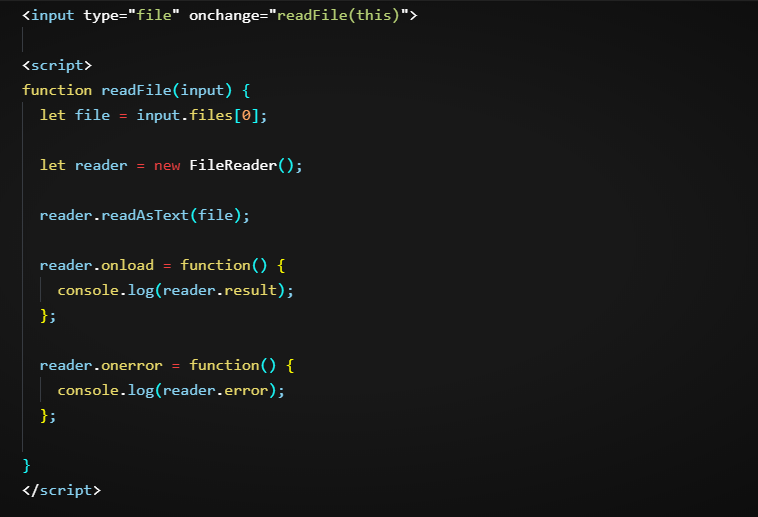 <input type="file" onchange="readFile(this)">
<script>
function readFile(input) {
let file = input.files[0];
let reader = new FileReader();
reader.readAsText(file);
reader.onload = function() {
console.log(reader.result);
};
reader.onerror = function() {
console.log(reader.error);
};
}
</script>